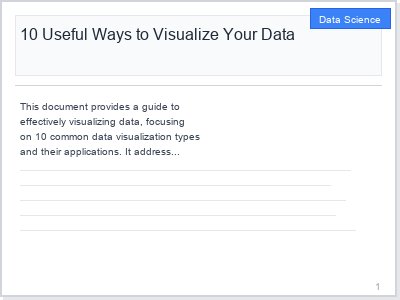 Data Science
10 Useful Ways to Visualize Your Data
This document provides a guide to
effectively visualizing data, focusing
on 10 common data visualization types
and their applications. It address...
1